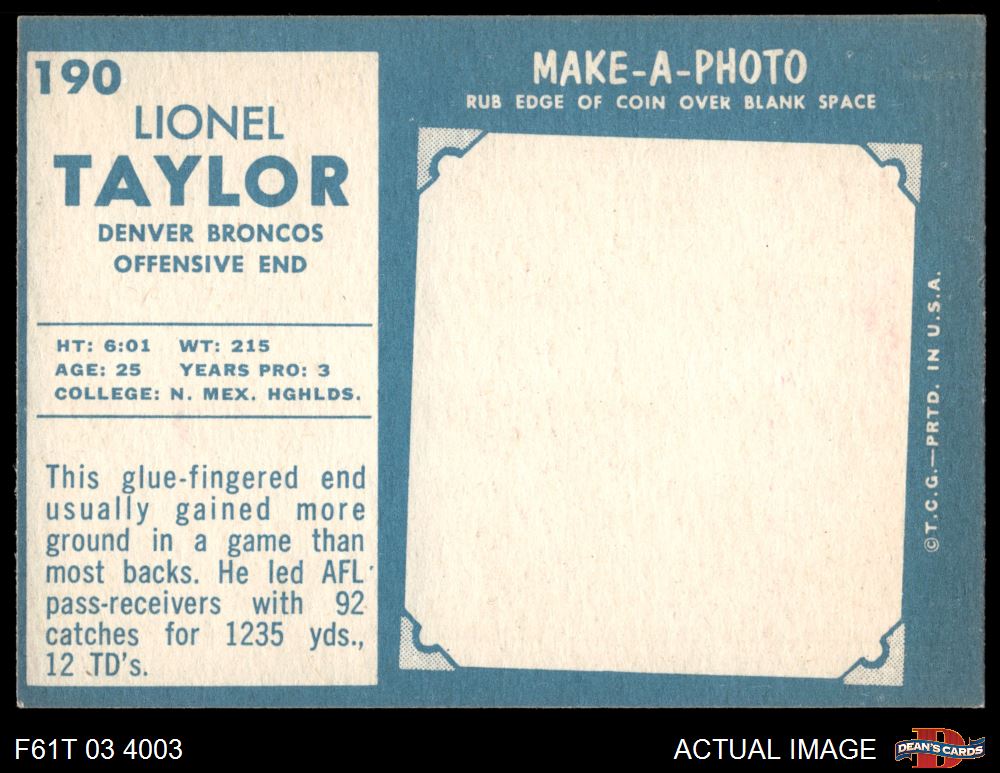 190
LIONEL
TAYLOR
DENVER BRONCOS
OFFENSIVE END
HT: 6:01 WT: 215
AGE: 25 YEARS PRO: 3
COLLEGE: N. MEX. HGHLDS.
This glue-fingered end
usually gained more
ground in a game than
most backs. He led AFL
pass-receivers with 92
catches for 1235 yds.,
12 TD's.
MAKE-A-PHOTO
RUB EDGE OF COIN OVER BLANK SPACE
©T.C.G.—PRTD. IN U.S.A.
F61T 03 4003
ACTUAL IMAGE
D
DEAN'S CARDS